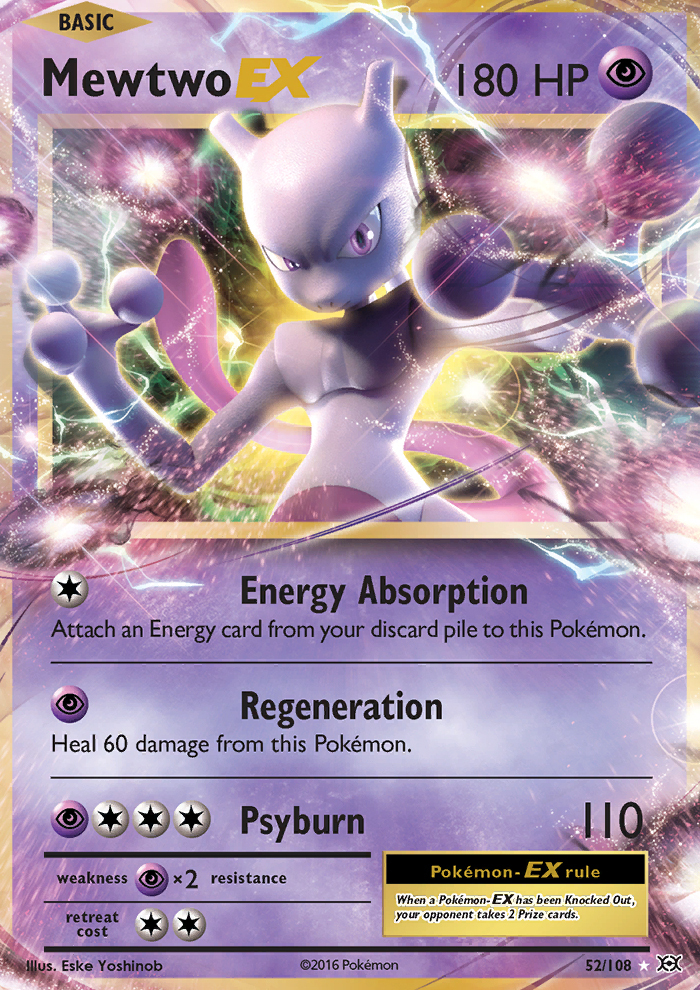 BASIC
Mewtwo EX 180 HP
Energy Absorption
Attach an Energy card from your discard pile to this Pokémon.
Regeneration
Heal 60 damage from this Pokémon.
Psyburn 110
weakness ×2 resistance
retreat
cost
Pokémon-EX rule
When a Pokémon-EX has been Knocked Out,
your opponent takes 2 Prize cards.
Illus. Eske Yoshinob ©2016 Pokémon 52/108